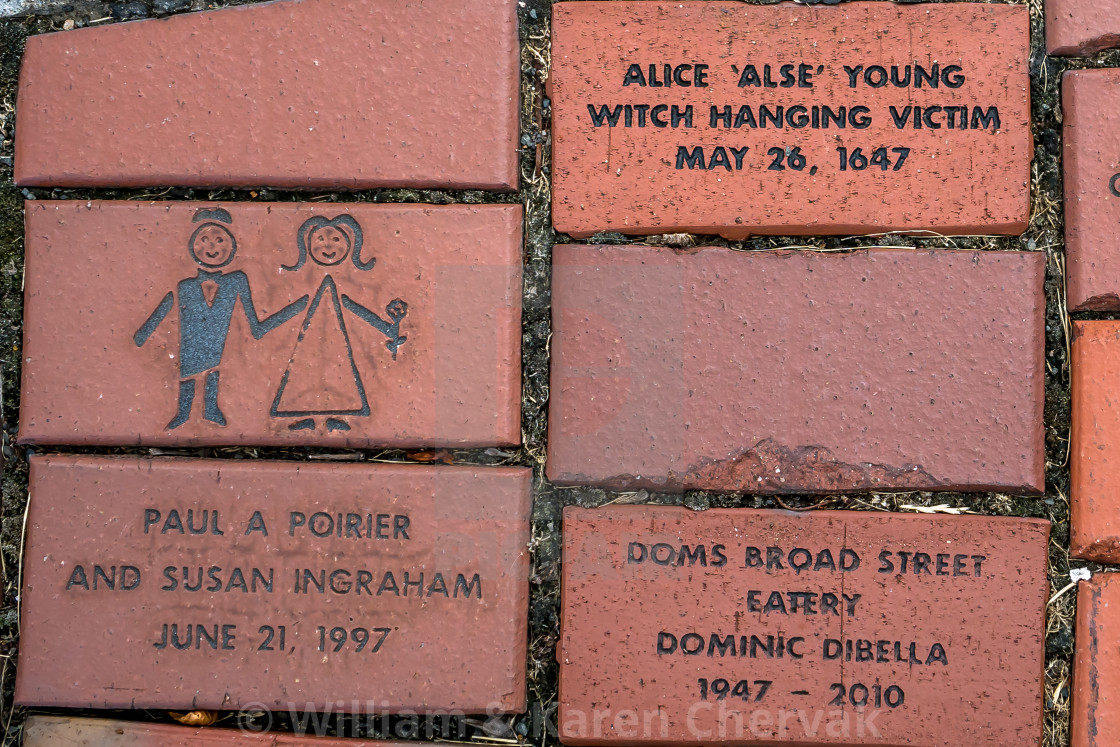 ALICE 'ALSE' YOUNG
WITCH HANGING VICTIM
MAY 26, 1647
PAUL A POIRIER
AND SUSAN INGRAHAM
JUNE 21, 1997
DOMS BROAD STREET
EATERY
DOMINIC DIBELLA
1947 - 2010
© William & Karen Chervak